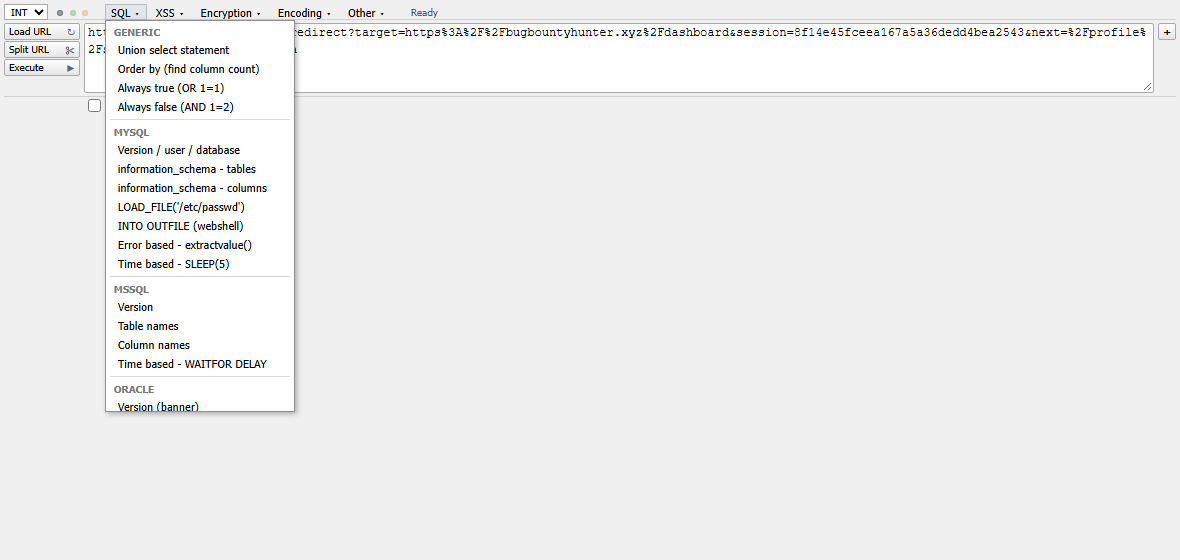 INT SQL XSS Encryption Encoding Other Ready
Load URL
Split URL
Execute
redirect?target=https%3A%2F%2Fbugbountyhunter.xyz%2Fdashboard&session=8f14e45fceea167a5a36dedd4bea2543&next=%2Fprofile%
+
GENERIC
Union select statement
Order by (find column count)
Always true (OR 1=1)
Always false (AND 1=2)
MYSQL
Version / user / database
information_schema - tables
information_schema - columns
LOAD_FILE('/etc/passwd')
INTO OUTFILE (webshell)
Error based - extractvalue()
Time based - SLEEP(5)
MSSQL
Version
Table names
Column names
Time based - WAITFOR DELAY
ORACLE
Version (banner)